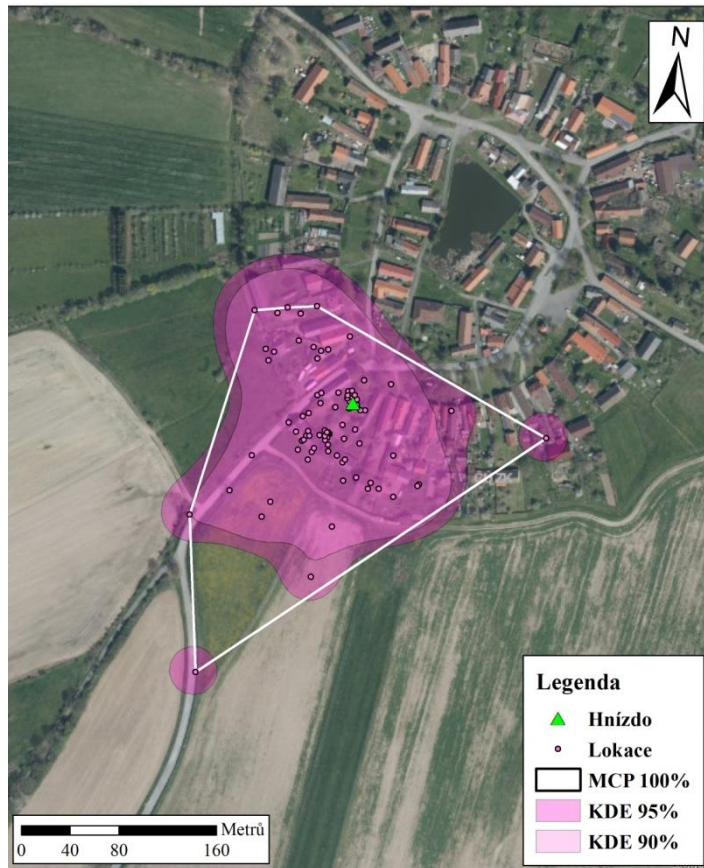 N
Legenda
Hnízdo
Lokace
MCP 100%
KDE 95%
KDE 90%
Metrů
0 40 80 160